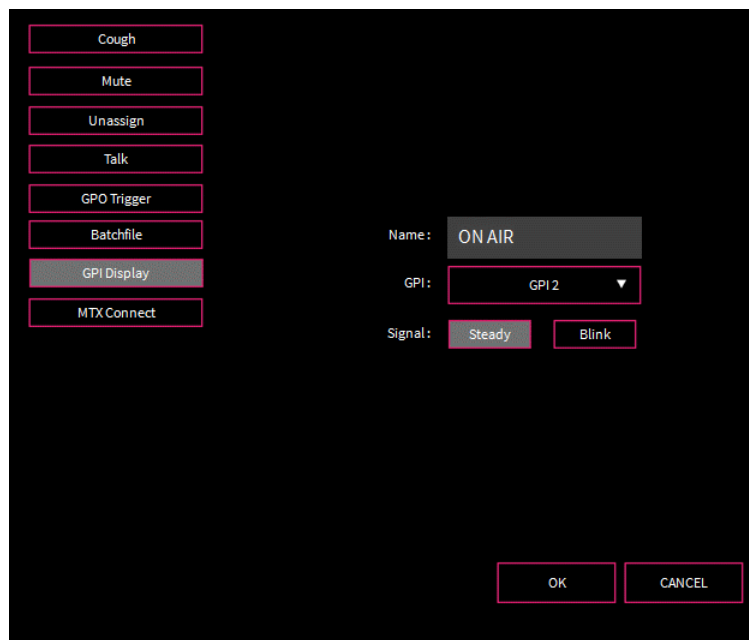 Cough
Mute
Unassign
Talk
GPO Trigger
Batchfile
GPI Display
MTX Connect
Name: ON AIR
GPI: GPI 2
Signal: Steady Blink
OK CANCEL